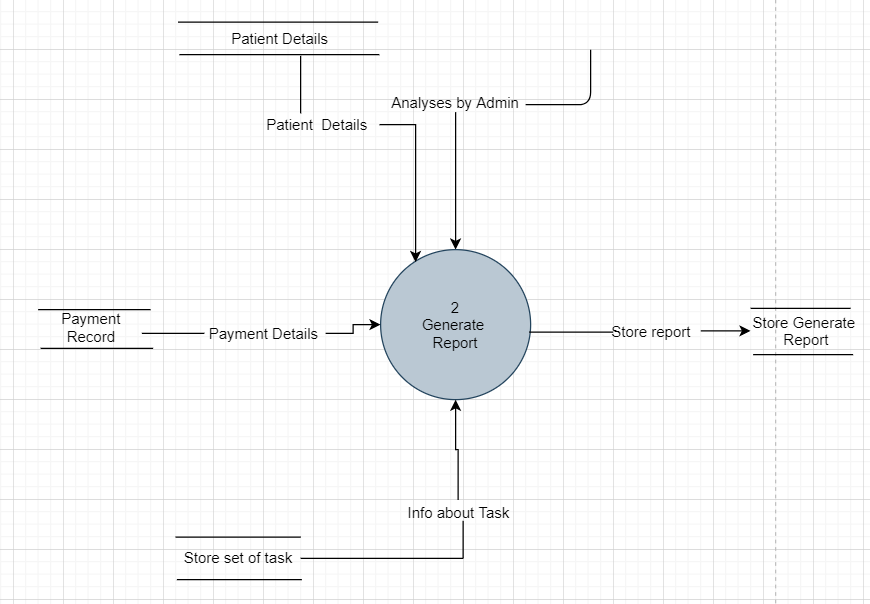 Patient Details
Analyses by Admin
Patient  Details
2
Generate
Report
Payment
Record
Payment Details
Store report
Store Generate
Report
Info about Task
Store set of task